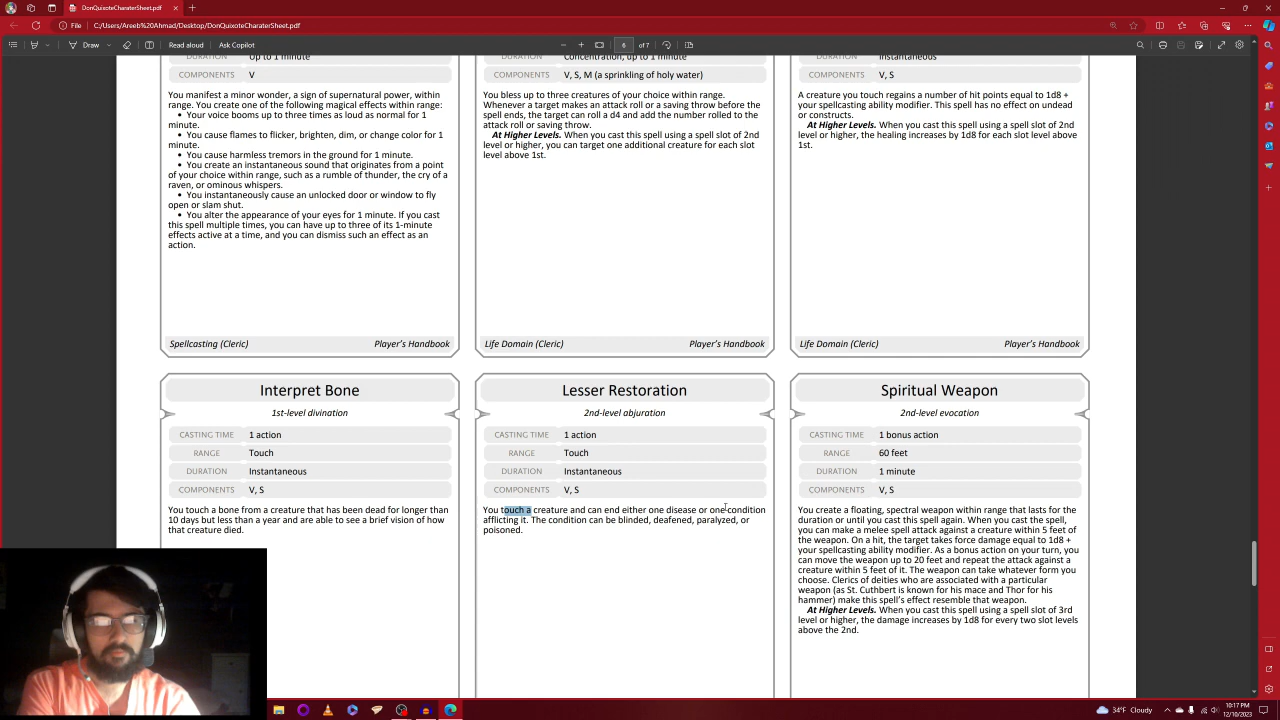 DonQuixoteCharaterSheet.pdf
File
C:/Users/Areeb%20Ahmad/Desktop/DonQuixoteCharaterSheet.pdf
Draw
Read aloud
Ask Copilot
6
of 7
DURATION
Up to 1 minute
COMPONENTS
V
You manifest a minor wonder, a sign of supernatural power, within
range. You create one of the following magical effects within range:
• Your voice booms up to three times as loud as normal for 1
minute.
• You cause flames to flicker, brighten, dim, or change color for 1
minute.
• You cause harmless tremors in the ground for 1 minute.
• You create an instantaneous sound that originates from a point
of your choice within range, such as a rumble of thunder, the cry of a
raven, or ominous whispers.
• You instantaneously cause an unlocked door or window to fly
open or slam shut.
• You alter the appearance of your eyes for 1 minute. If you cast
this spell multiple times, you can have up to three of its 1-minute
effects active at a time, and you can dismiss such an effect as an
action.
Spellcasting (Cleric)
Player's Handbook
DURATION
Concentration, up to 1 minute
COMPONENTS
V, S, M (a sprinkling of holy water)
You bless up to three creatures of your choice within range.
Whenever a target makes an attack roll or a saving throw before the
spell ends, the target can roll a d4 and add the number rolled to the
attack roll or saving throw.
At Higher Levels. When you cast this spell using a spell slot of 2nd
level or higher, you can target one additional creature for each slot
level above 1st.
Life Domain (Cleric)
Player's Handbook
DURATION
Instantaneous
COMPONENTS
V, S
A creature you touch regains a number of hit points equal to 1d8 +
your spellcasting ability modifier. This spell has no effect on undead
or constructs.
At Higher Levels. When you cast this spell using a spell slot of 2nd
level or higher, the healing increases by 1d8 for each slot level above
1st.
Life Domain (Cleric)
Player's Handbook
Interpret Bone
1st-level divination
CASTING TIME
1 action
RANGE
Touch
DURATION
Instantaneous
COMPONENTS
V, S
You touch a bone from a creature that has been dead for longer than
10 days but less than a year and are able to see a brief vision of how
that creature died.
Lesser Restoration
2nd-level abjuration
CASTING TIME
1 action
RANGE
Touch
DURATION
Instantaneous
COMPONENTS
V, S
You touch a creature and can end either one disease or one condition
afflicting it. The condition can be blinded, deafened, paralyzed, or
poisoned.
Spiritual Weapon
2nd-level evocation
CASTING TIME
1 bonus action
RANGE
60 feet
DURATION
1 minute
COMPONENTS
V, S
You create a floating, spectral weapon within range that lasts for the
duration or until you cast this spell again. When you cast the spell,
you can make a melee spell attack against a creature within 5 feet of
the weapon. On a hit, the target takes force damage equal to 1d8 +
your spellcasting ability modifier. As a bonus action on your turn, you
can move the weapon up to 20 feet and repeat the attack against a
creature within 5 feet of it. The weapon can take whatever form you
choose. Clerics of deities who are associated with a particular
weapon (as St. Cuthbert is known for his mace and Thor for his
hammer) make this spell's effect resemble that weapon.
At Higher Levels. When you cast this spell using a spell slot of 3rd
level or higher, the damage increases by 1d8 for every two slot levels
above the 2nd.
34°F Cloudy
10:17 PM
12/10/2023